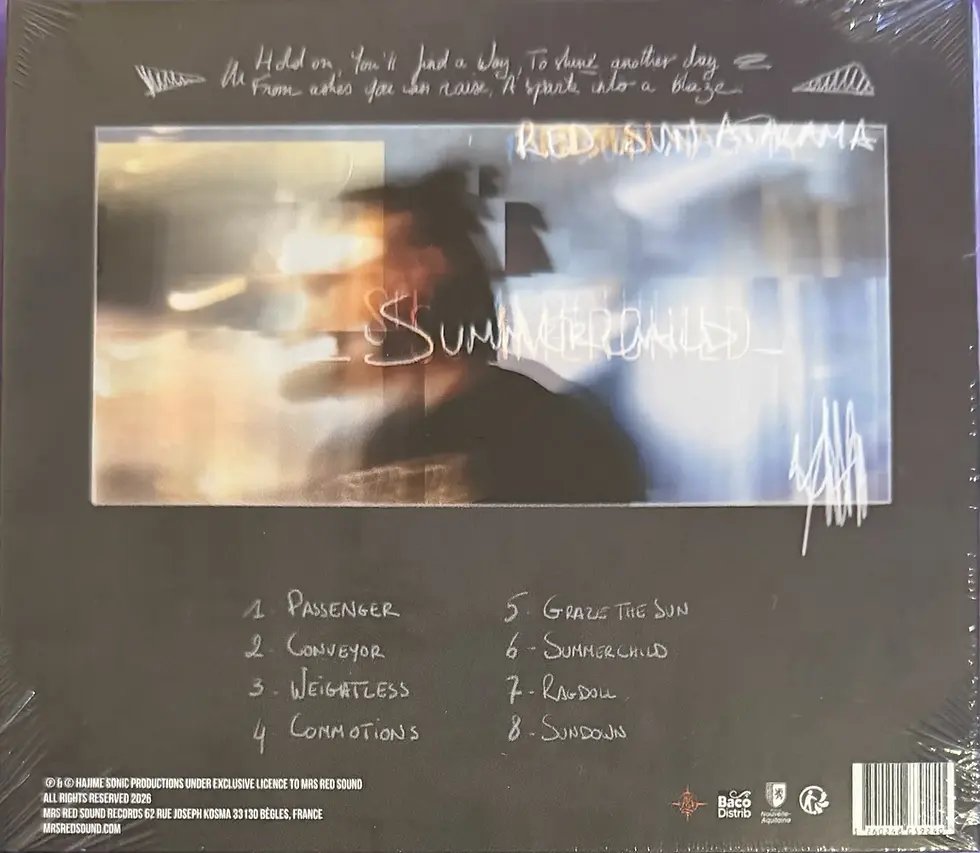 Hold on, You'll find a way, To shine another day
From ashes you can raise, A spark into a blaze
RED SUN ATAKAMA
SUMMERCHILD
1. PASSENGER
2. CONVEYOR
3. WEIGHTLESS
4 COMMOTIONS
5. GRAZE THE SUN
6. SUMMERCHILD
7. RAGDOLL
8. SUNDOWN
℗ & © HAJIME SONIC PRODUCTIONS UNDER EXCLUSIVE LICENCE TO MRS RED SOUND
ALL RIGHTS RESERVED 2026
MRS RED SOUND RECORDS 62 RUE JOSEPH KOSMA 33130 BÈGLES, FRANCE
MRSREDSOUND.COM
Baco
Distrib
Nouvelle-
Aquitaine